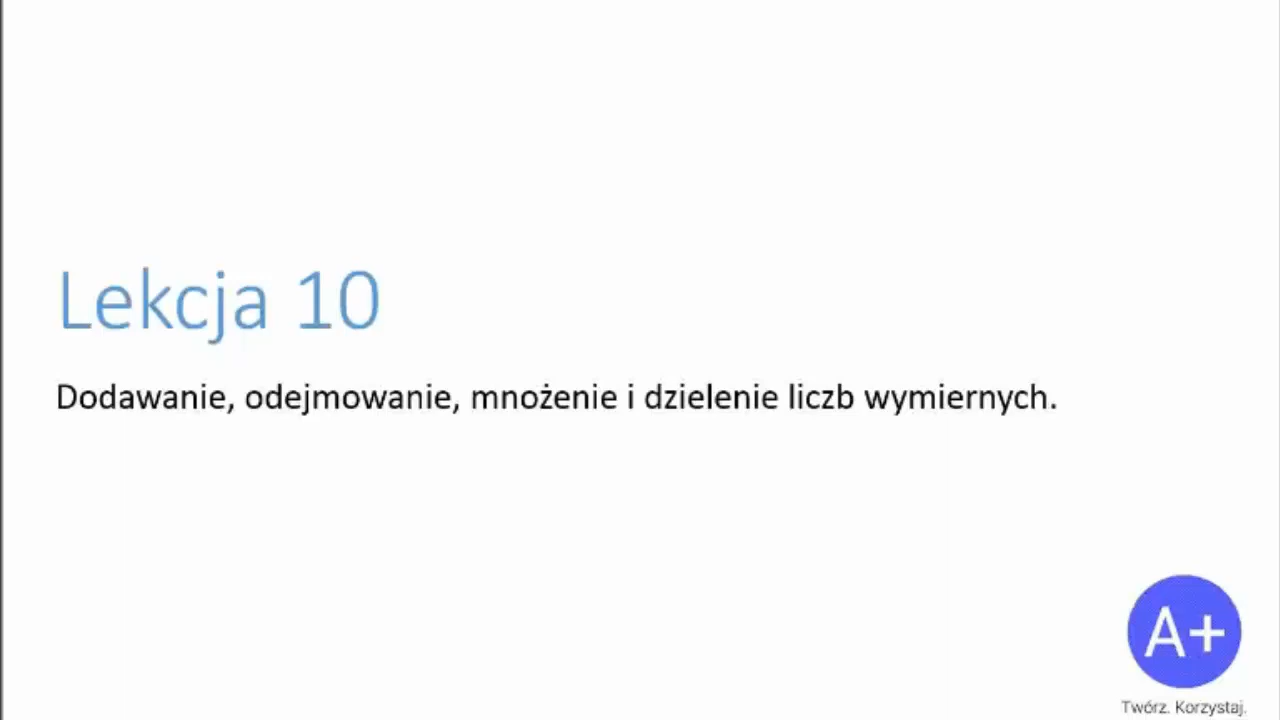 Lekcja 10
Dodawanie, odejmowanie, mnożenie i dzielenie liczb wymiernych.
A+
Twórz. Korzystaj.